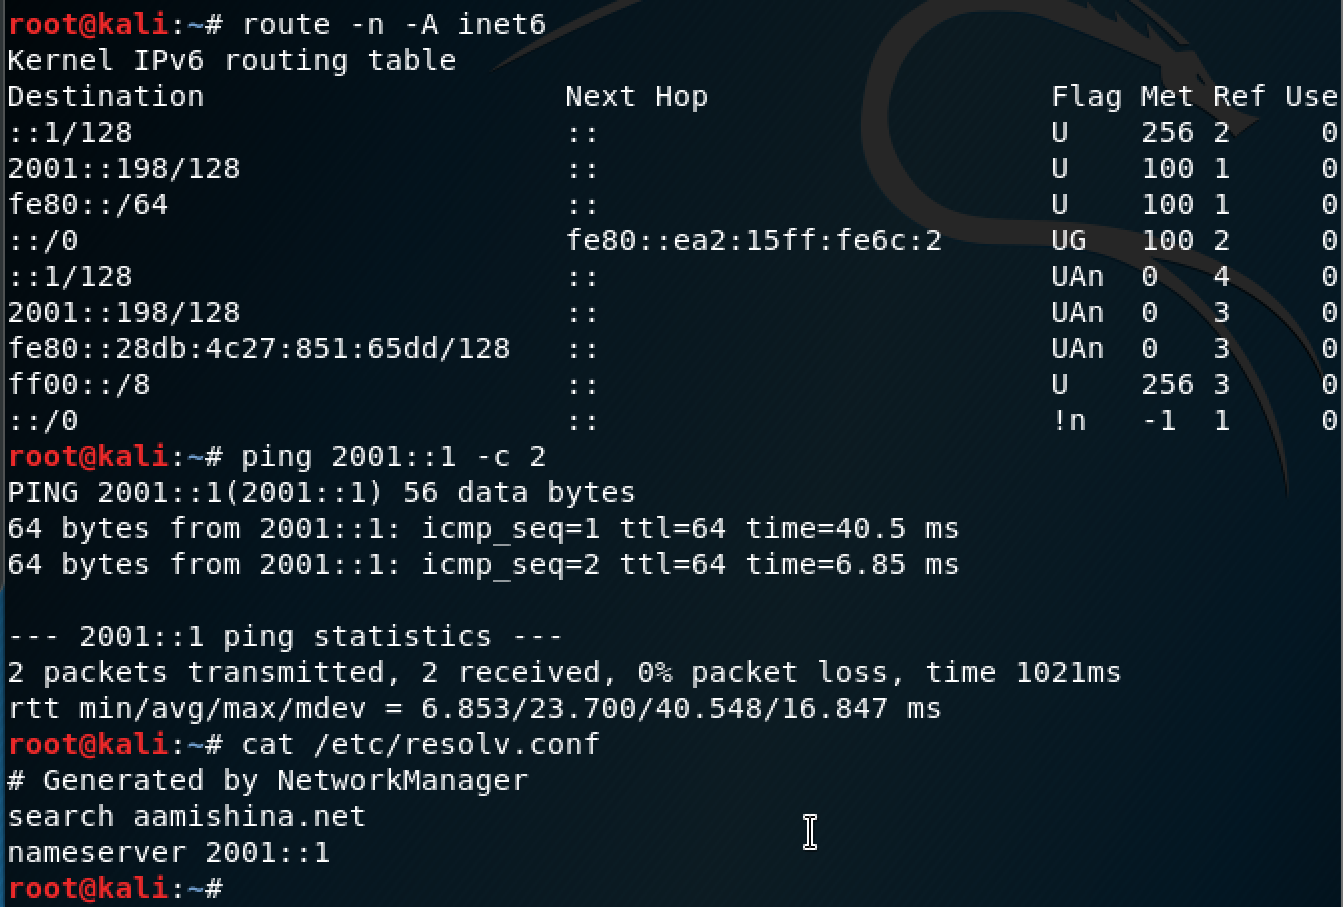 root@kali:~# route -n -A inet6
Kernel IPv6 routing table
Destination                    Next Hop                   Flag Met Ref Use
::1/128                        ::                         U    256 2     0
2001::198/128                  ::                         U    100 1     0
fe80::/64                      ::                         U    100 1     0
::/0                           fe80::ea2:15ff:fe6c:2      UG   100 2     0
::1/128                        ::                         UAn  0   4     0
2001::198/128                  ::                         UAn  0   3     0
fe80::28db:4c27:851:65dd/128   ::                         UAn  0   3     0
ff00::/8                       ::                         U    256 3     0
::/0                           ::                         !n   -1  1     0
root@kali:~# ping 2001::1 -c 2
PING 2001::1(2001::1) 56 data bytes
64 bytes from 2001::1: icmp_seq=1 ttl=64 time=40.5 ms
64 bytes from 2001::1: icmp_seq=2 ttl=64 time=6.85 ms

--- 2001::1 ping statistics ---
2 packets transmitted, 2 received, 0% packet loss, time 1021ms
rtt min/avg/max/mdev = 6.853/23.700/40.548/16.847 ms
root@kali:~# cat /etc/resolv.conf
# Generated by NetworkManager
search aamishina.net
nameserver 2001::1
root@kali:~#